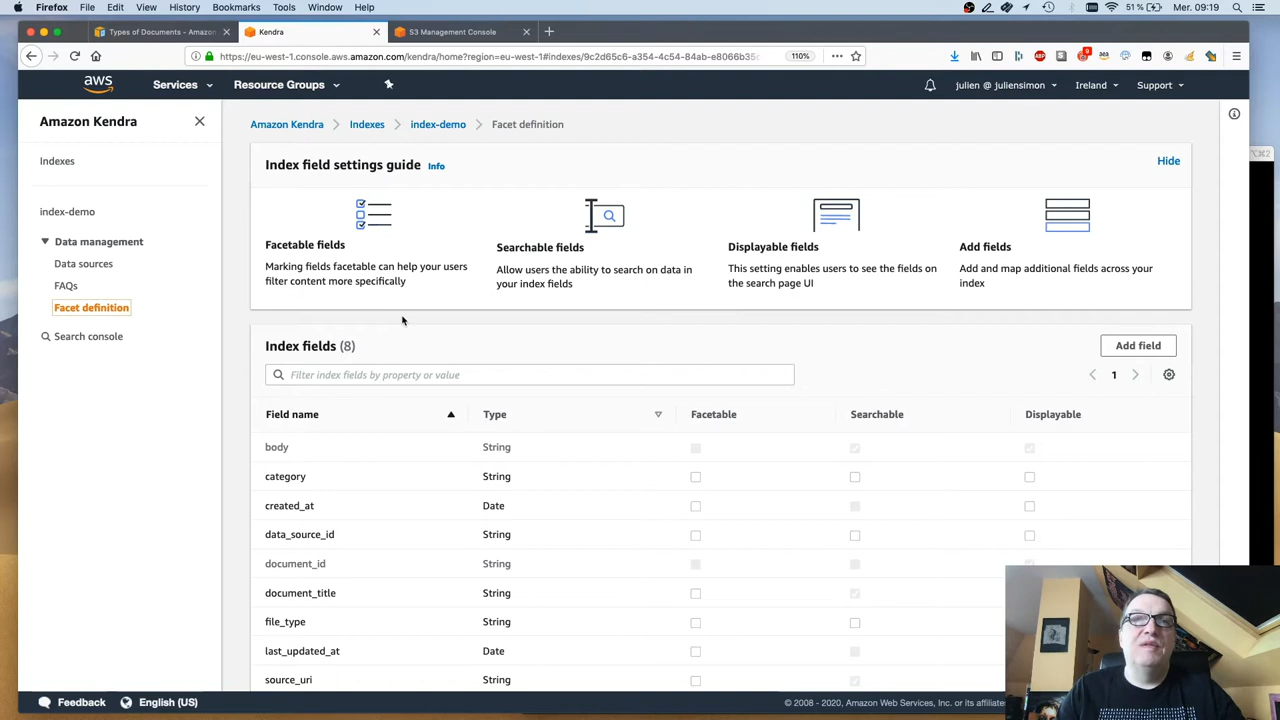 Firefox File Edit View History Bookmarks Tools Window Help 51 % Mer. 09:19
Types of Documents - Amazon Kendra S3 Management Console
https://eu-west-1.console.aws.amazon.com/kendra/home?region=eu-west-1#indexes/9c2d65c6-a354-4c54-84ab-e8066b35c 110%
aws Services Resource Groups julien @ juliensimon Ireland Support
Amazon Kendra
Indexes
index-demo
Data management
Data sources
FAQs
Facet definition
Search console
Amazon Kendra > Indexes > index-demo > Facet definition
Index field settings guide Info Hide
Facetable fields
Marking fields facetable can help your users
filter content more specifically
Searchable fields
Allow users the ability to search on data in
your index fields
Displayable fields
This setting enables users to see the fields on
the search page UI
Add fields
Add and map additional fields across your
index
Index fields (8) Add field
Filter index fields by property or value 1
Field name Type Facetable Searchable Displayable
body String
category String
created_at Date
data_source_id String
document_id String
document_title String
file_type String
last_updated_at Date
source_uri String
Feedback English (US) © 2008 - 2020, Amazon Web Services, Inc. or its affiliates